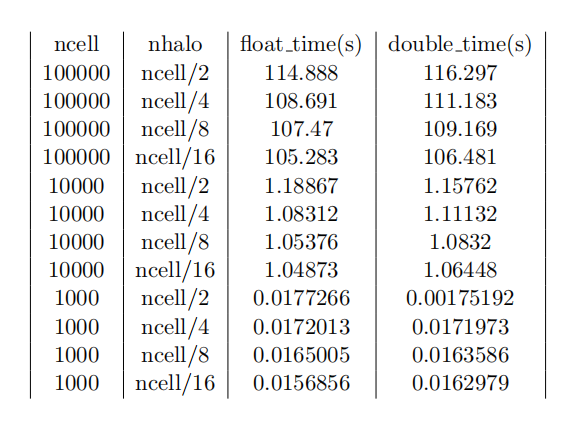 ncell nhalo float_time(s) double_time(s)
100000 ncell/2 114.888 116.297
100000 ncell/4 108.691 111.183
100000 ncell/8 107.47 109.169
100000 ncell/16 105.283 106.481
10000 ncell/2 1.18867 1.15762
10000 ncell/4 1.08312 1.11132
10000 ncell/8 1.05376 1.0832
10000 ncell/16 1.04873 1.06448
1000 ncell/2 0.0177266 0.00175192
1000 ncell/4 0.0172013 0.0171973
1000 ncell/8 0.0165005 0.0163586
1000 ncell/16 0.0156856 0.0162979